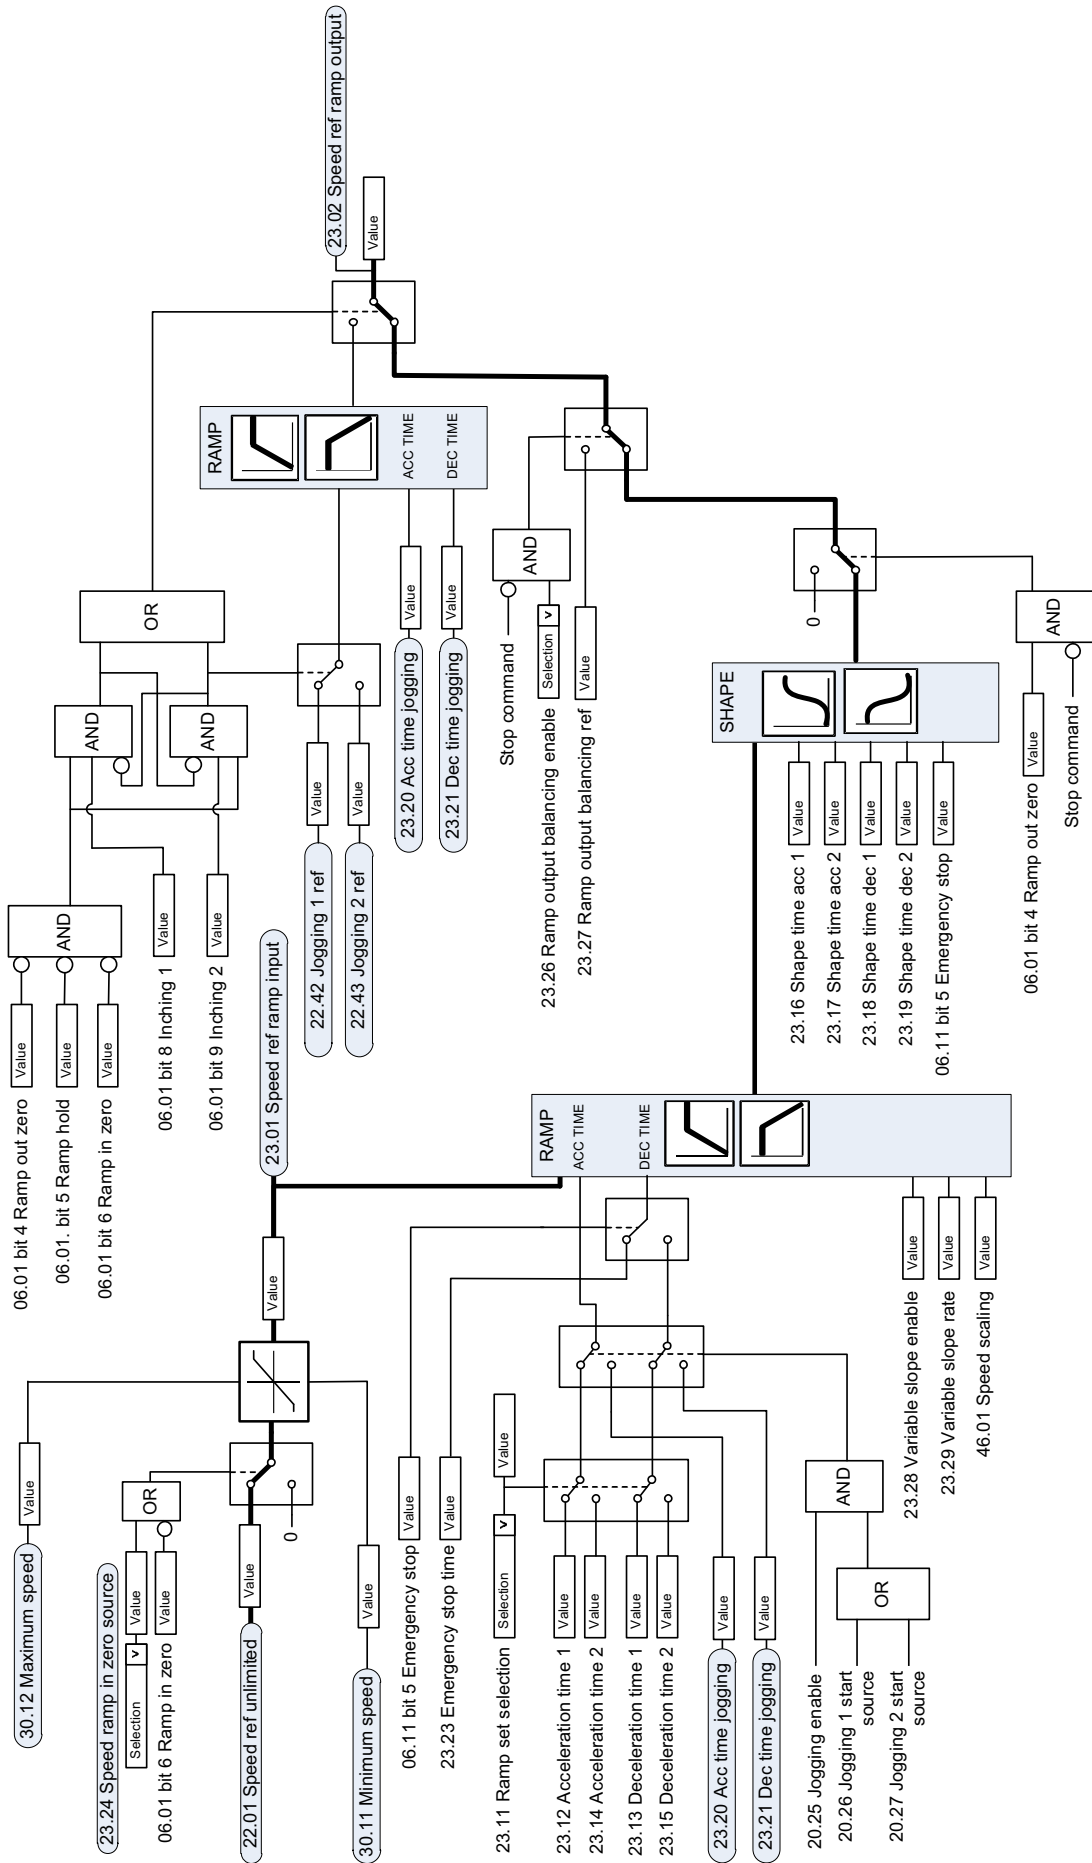 30.12 Maximum speed
Value
23.24 Speed ramp in zero source
Selection
v
Value
06.01 bit 6 Ramp in zero
Value
OR
22.01 Speed ref unlimited
Value
0
30.11 Minimum speed
Value
Value
23.01 Speed ref ramp input
06.01 bit 4 Ramp out zero
Value
06.01. bit 5 Ramp hold
Value
06.01 bit 6 Ramp in zero
Value
AND
06.01 bit 8 Inching 1
Value
06.01 bit 9 Inching 2
Value
AND
AND
OR
22.42 Jogging 1 ref
Value
22.43 Jogging 2 ref
Value
23.20 Acc time jogging
Value
23.21 Dec time jogging
Value
RAMP
ACC TIME
DEC TIME
23.02 Speed ref ramp output
Value
06.11 bit 5 Emergency stop
Value
23.23 Emergency stop time
Value
23.11 Ramp set selection
Selection
v
Value
23.12 Acceleration time 1
Value
23.14 Acceleration time 2
Value
23.13 Deceleration time 1
Value
23.15 Deceleration time 2
Value
23.20 Acc time jogging
Value
23.21 Dec time jogging
Value
20.25 Jogging enable
20.26 Jogging 1 start
source
20.27 Jogging 2 start
source
OR
AND
RAMP
ACC TIME
DEC TIME
23.28 Variable slope enable
Value
23.29 Variable slope rate
Value
46.01 Speed scaling
Value
Stop command
23.26 Ramp output balancing enable
Selection
v
AND
23.27 Ramp output balancing ref
Value
SHAPE
23.16 Shape time acc 1
Value
23.17 Shape time acc 2
Value
23.18 Shape time dec 1
Value
23.19 Shape time dec 2
Value
06.11 bit 5 Emergency stop
Value
0
06.01 bit 4 Ramp out zero
Value
Stop command
AND